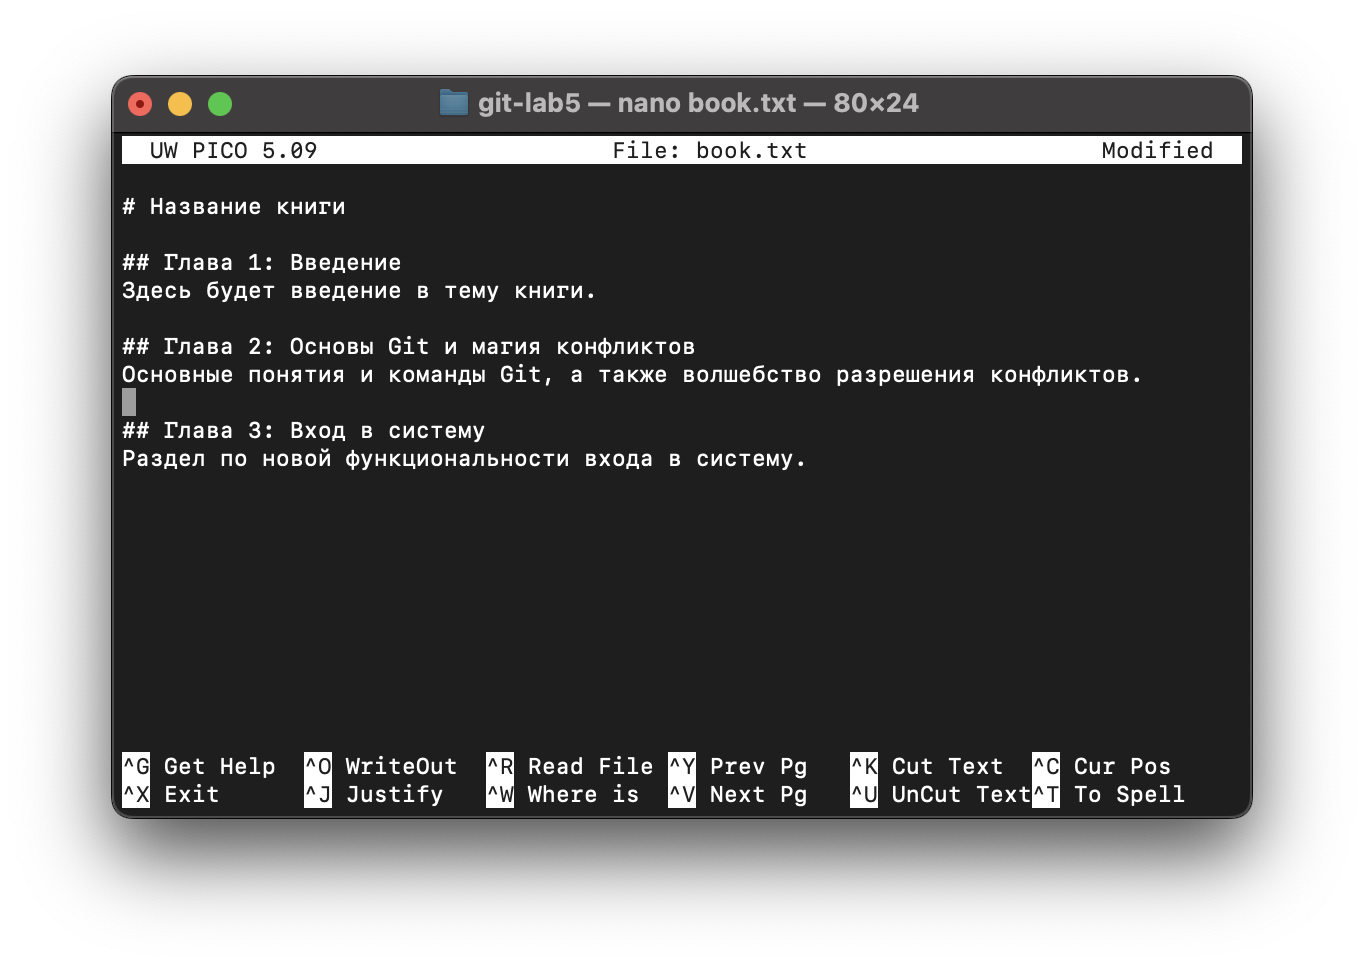 git-lab5 — nano book.txt — 80×24
UW PICO 5.09 File: book.txt Modified
# Название книги
## Глава 1: Введение
Здесь будет введение в тему книги.
## Глава 2: Основы Git и магия конфликтов
Основные понятия и команды Git, а также волшебство разрешения конфликтов.
## Глава 3: Вход в систему
Раздел по новой функциональности входа в систему.
^G Get Help ^O WriteOut ^R Read File ^Y Prev Pg ^K Cut Text ^C Cur Pos
^X Exit ^J Justify ^W Where is ^V Next Pg ^U UnCut Text ^T To Spell